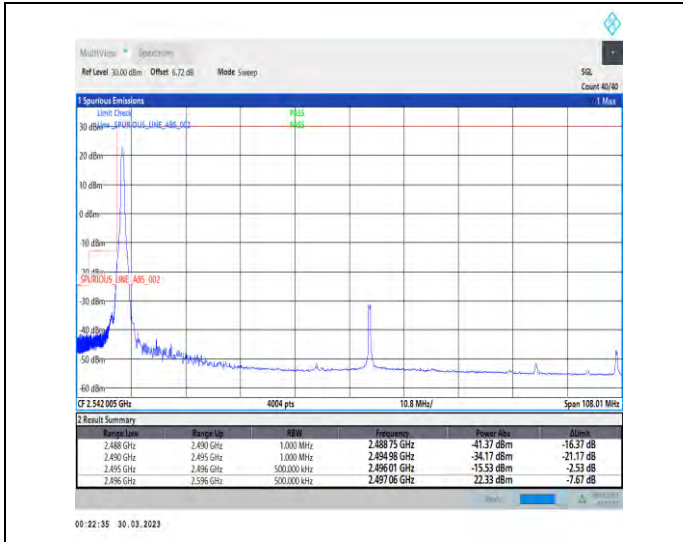 MultiView Spectrum
Ref Level 30.00 dBm Offset 6.72 dB Mode Sweep SGL
Count 40/40
1 Spurious Emissions 1 Max
Limit Check PASS
Line _SPURIOUS_LINE_ABS_002 PASS
30 dBm
20 dBm
10 dBm
0 dBm
-10 dBm
-20 dBm
_SPURIOUS_LINE_ABS_002
-30 dBm
-40 dBm
-50 dBm
-60 dBm
CF 2.542 005 GHz 4004 pts 10.8 MHz/ Span 108.01 MHz
2 Result Summary
Range Low Range Up RBW Frequency Power Abs ΔLimit
2.488 GHz 2.490 GHz 1.000 MHz 2.488 75 GHz -41.37 dBm -16.37 dB
2.490 GHz 2.495 GHz 1.000 MHz 2.494 98 GHz -34.17 dBm -21.17 dB
2.495 GHz 2.496 GHz 500.000 kHz 2.496 01 GHz -15.53 dBm -2.53 dB
2.496 GHz 2.596 GHz 500.000 kHz 2.497 06 GHz 22.33 dBm -7.67 dB
00:22:35 30.03.2023